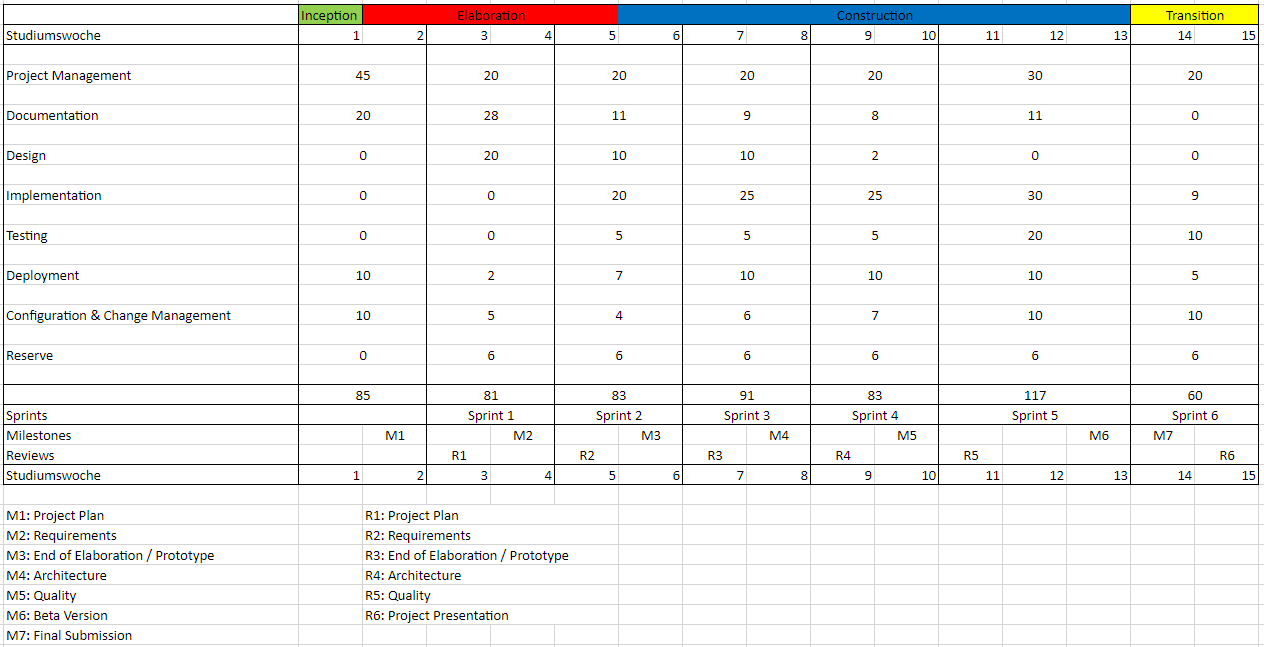 Inception Elaboration Construction Transition
Studiumswoche 1 2 3 4 5 6 7 8 9 10 11 12 13 14 15
Project Management 45 20 20 20 20 30 20
Documentation 20 28 11 9 8 11 0
Design 0 20 10 10 2 0 0
Implementation 0 0 20 25 25 30 9
Testing 0 0 5 5 5 20 10
Deployment 10 2 7 10 10 10 5
Configuration & Change Management 10 5 4 6 7 10 10
Reserve 0 6 6 6 6 6 6
85 81 83 91 83 117 60
Sprints Sprint 1 Sprint 2 Sprint 3 Sprint 4 Sprint 5 Sprint 6
Milestones M1 M2 M3 M4 M5 M6 M7
Reviews R1 R2 R3 R4 R5 R6
Studiumswoche 1 2 3 4 5 6 7 8 9 10 11 12 13 14 15
M1: Project Plan R1: Project Plan
M2: Requirements R2: Requirements
M3: End of Elaboration / Prototype R3: End of Elaboration / Prototype
M4: Architecture R4: Architecture
M5: Quality R5: Quality
M6: Beta Version R6: Project Presentation
M7: Final Submission